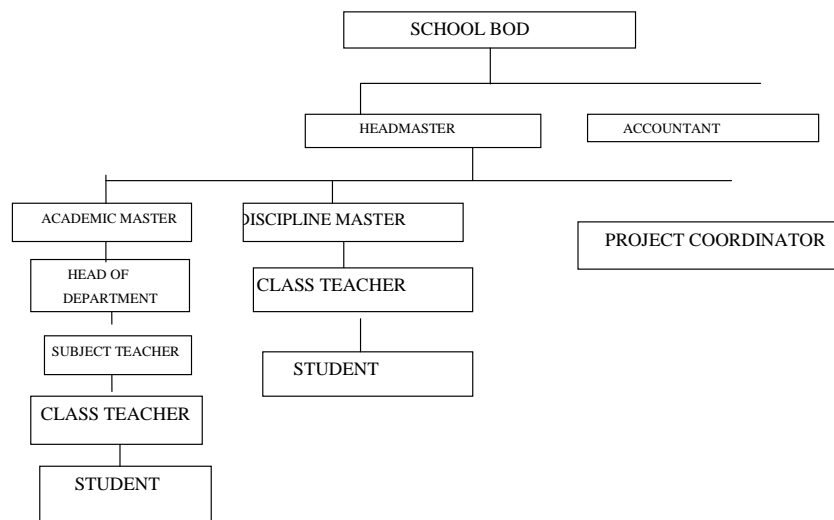 SCHOOL BOD
HEADMASTER
ACCOUNTANT
ACADEMIC MASTER
DISCIPLINE MASTER
PROJECT COORDINATOR
HEAD OF
DEPARTMENT
CLASS TEACHER
SUBJECT TEACHER
STUDENT
CLASS TEACHER
STUDENT